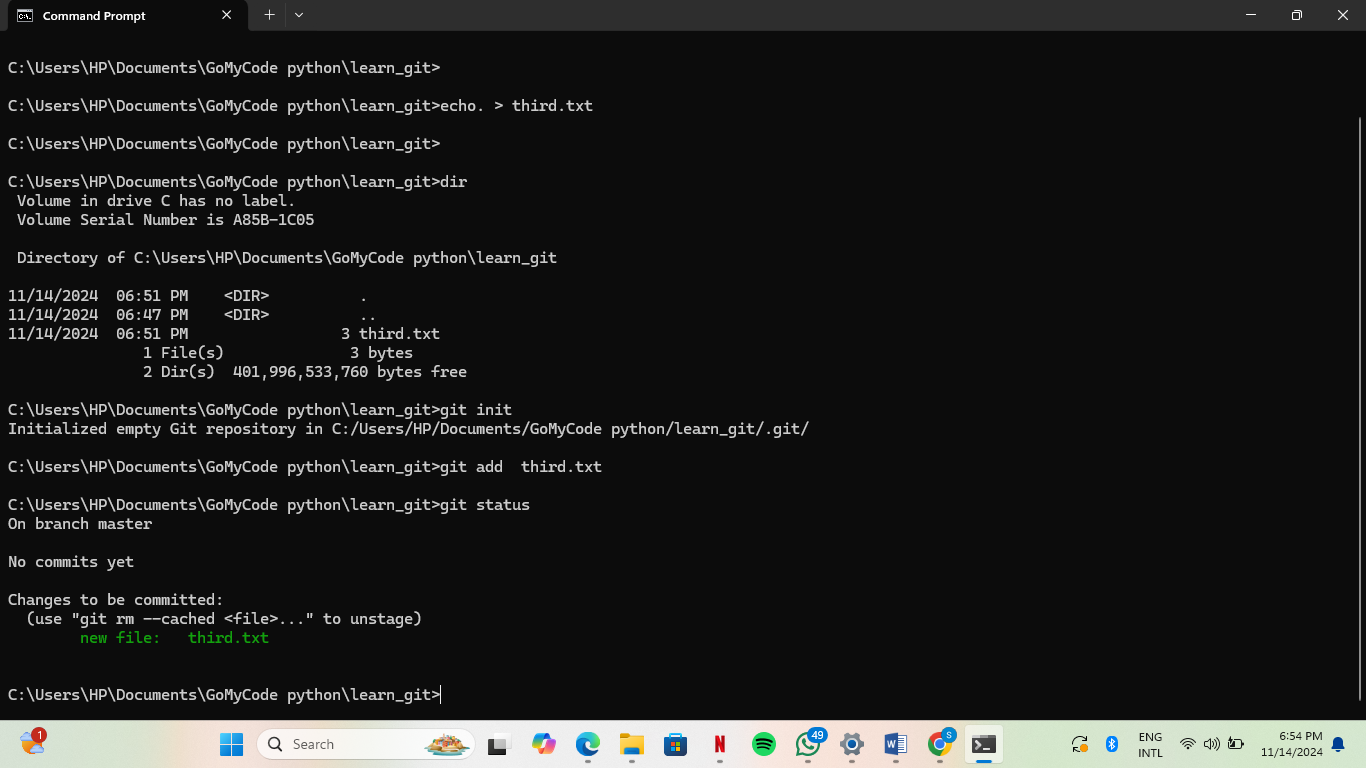 Command Prompt
C:\Users\HP\Documents\GoMyCode python\learn_git>
C:\Users\HP\Documents\GoMyCode python\learn_git>echo. > third.txt
C:\Users\HP\Documents\GoMyCode python\learn_git>
C:\Users\HP\Documents\GoMyCode python\learn_git>dir
 Volume in drive C has no label.
 Volume Serial Number is A85B-1C05
 Directory of C:\Users\HP\Documents\GoMyCode python\learn_git
11/14/2024  06:51 PM    <DIR>          .
11/14/2024  06:47 PM    <DIR>          ..
11/14/2024  06:51 PM                 3 third.txt
               1 File(s)              3 bytes
               2 Dir(s)  401,996,533,760 bytes free
C:\Users\HP\Documents\GoMyCode python\learn_git>git init
Initialized empty Git repository in C:/Users/HP/Documents/GoMyCode python/learn_git/.git/
C:\Users\HP\Documents\GoMyCode python\learn_git>git add  third.txt
C:\Users\HP\Documents\GoMyCode python\learn_git>git status
On branch master
No commits yet
Changes to be committed:
  (use "git rm --cached <file>..." to unstage)
        new file:   third.txt
C:\Users\HP\Documents\GoMyCode python\learn_git>
1
Search
N
49
W
S
ENG
INTL
6:54 PM
11/14/2024